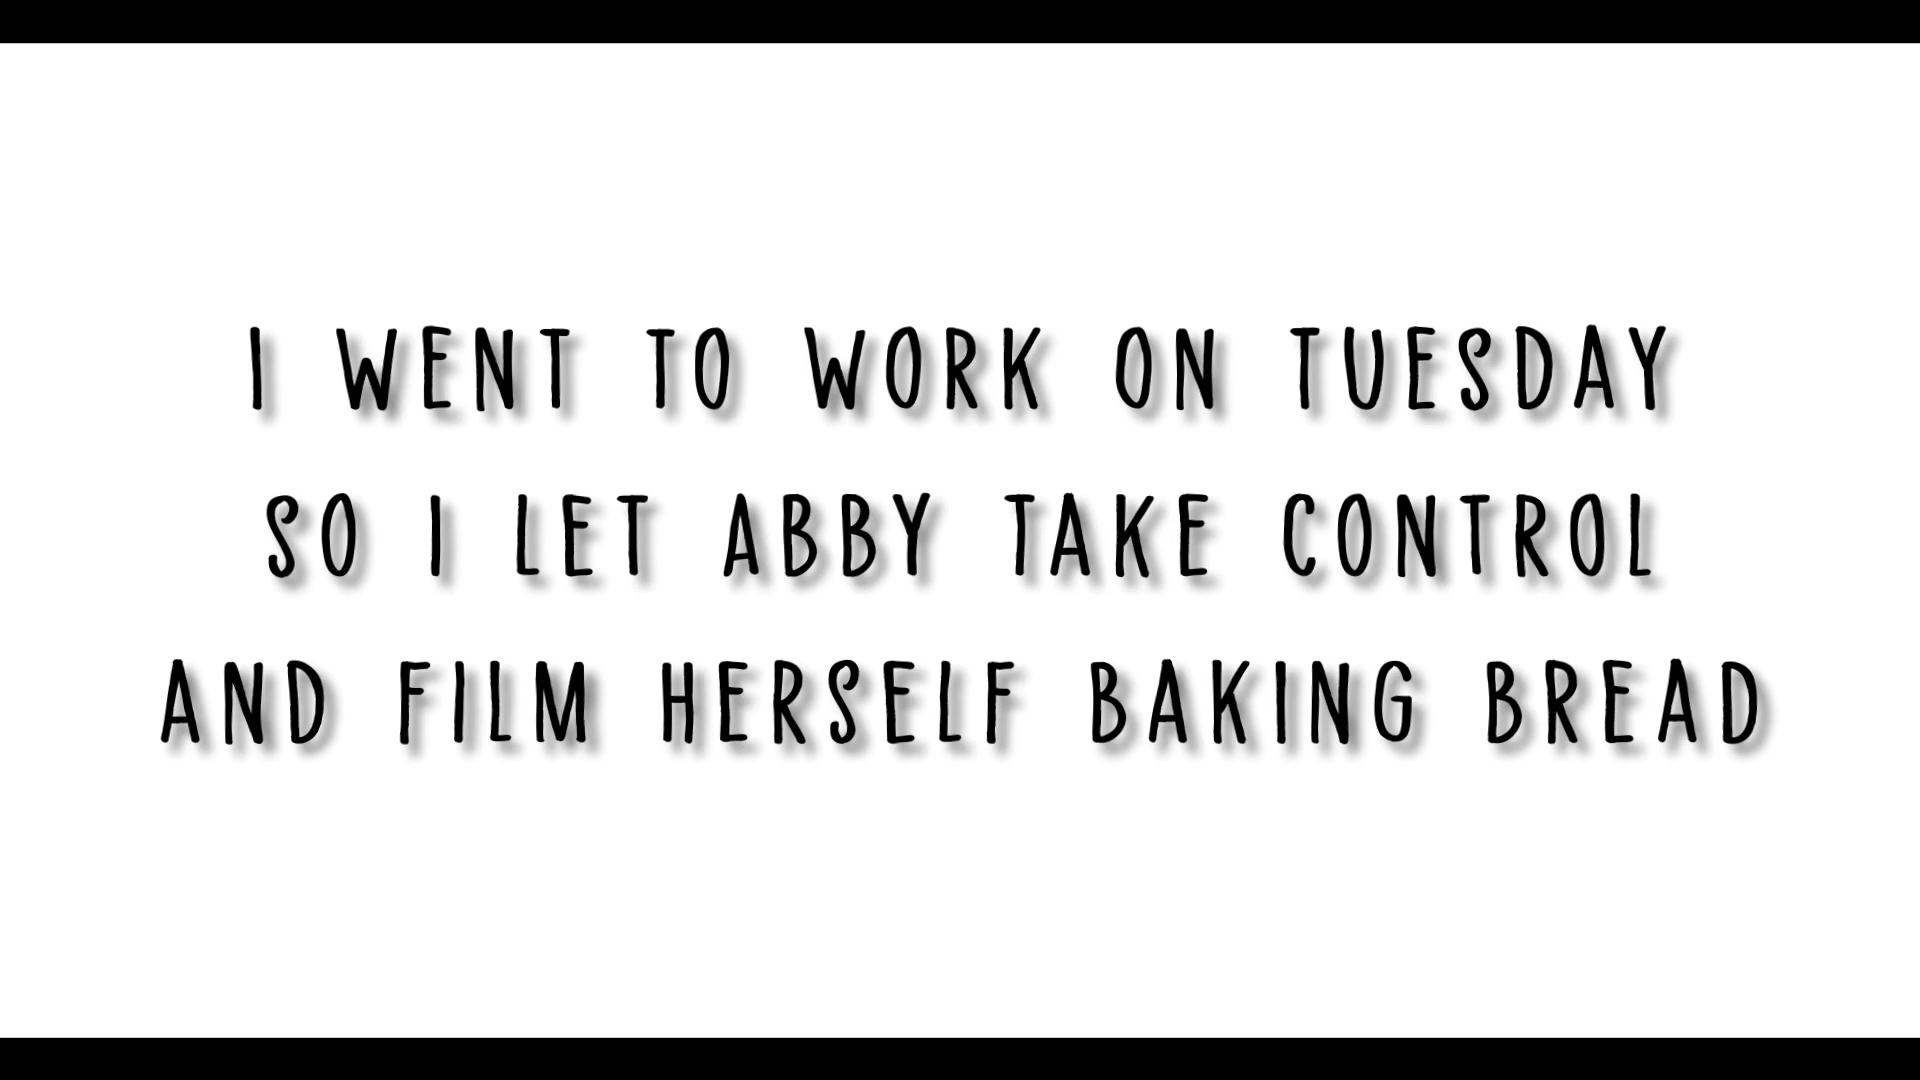 I WENT TO WORK ON TUESDAY
SO I LET ABBY TAKE CONTROL
AND FILM HERSELF BAKING BREAD